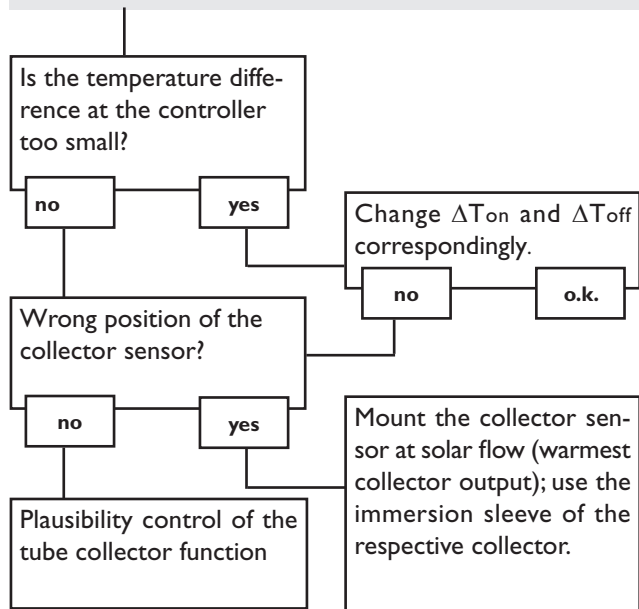 Is the temperature diffe-
rence at the controller
too small?
no
yes
Change ΔTon and ΔToff
correspondingly.
no
o.k.
Wrong position of the
collector sensor?
no
yes
Mount the collector sen-
sor at solar flow (warmest
collector output); use the
immersion sleeve of the
respective collector.
Plausibility control of the
tube collector function